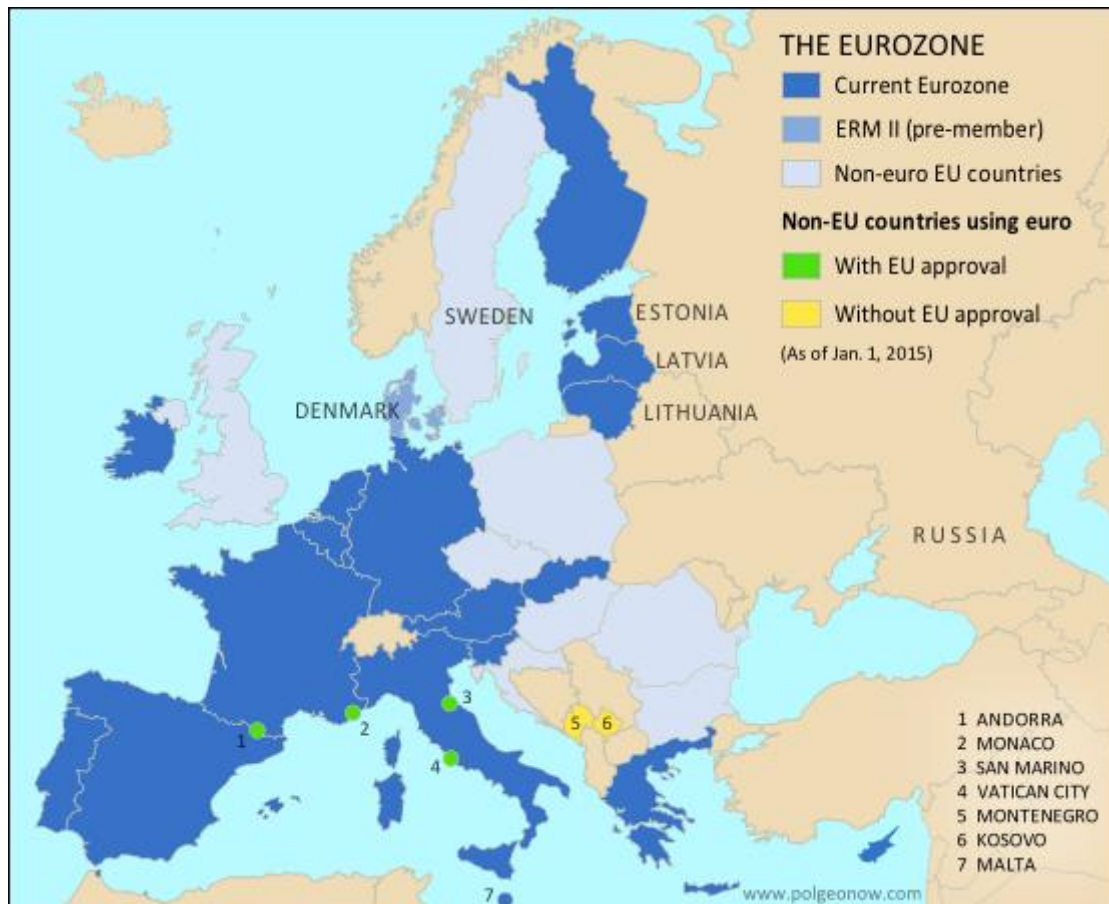 THE EUROZONE
Current Eurozone
ERM II (pre-member)
Non-euro EU countries
Non-EU countries using euro
With EU approval
Without EU approval
(As of Jan. 1, 2015)
SWEDEN
ESTONIA
LATVIA
DENMARK
LITHUANIA
RUSSIA
1
2
3
4
5
6
7
1 ANDORRA
2 MONACO
3 SAN MARINO
4 VATICAN CITY
5 MONTENEGRO
6 KOSOVO
7 MALTA
www.polgeonow.com